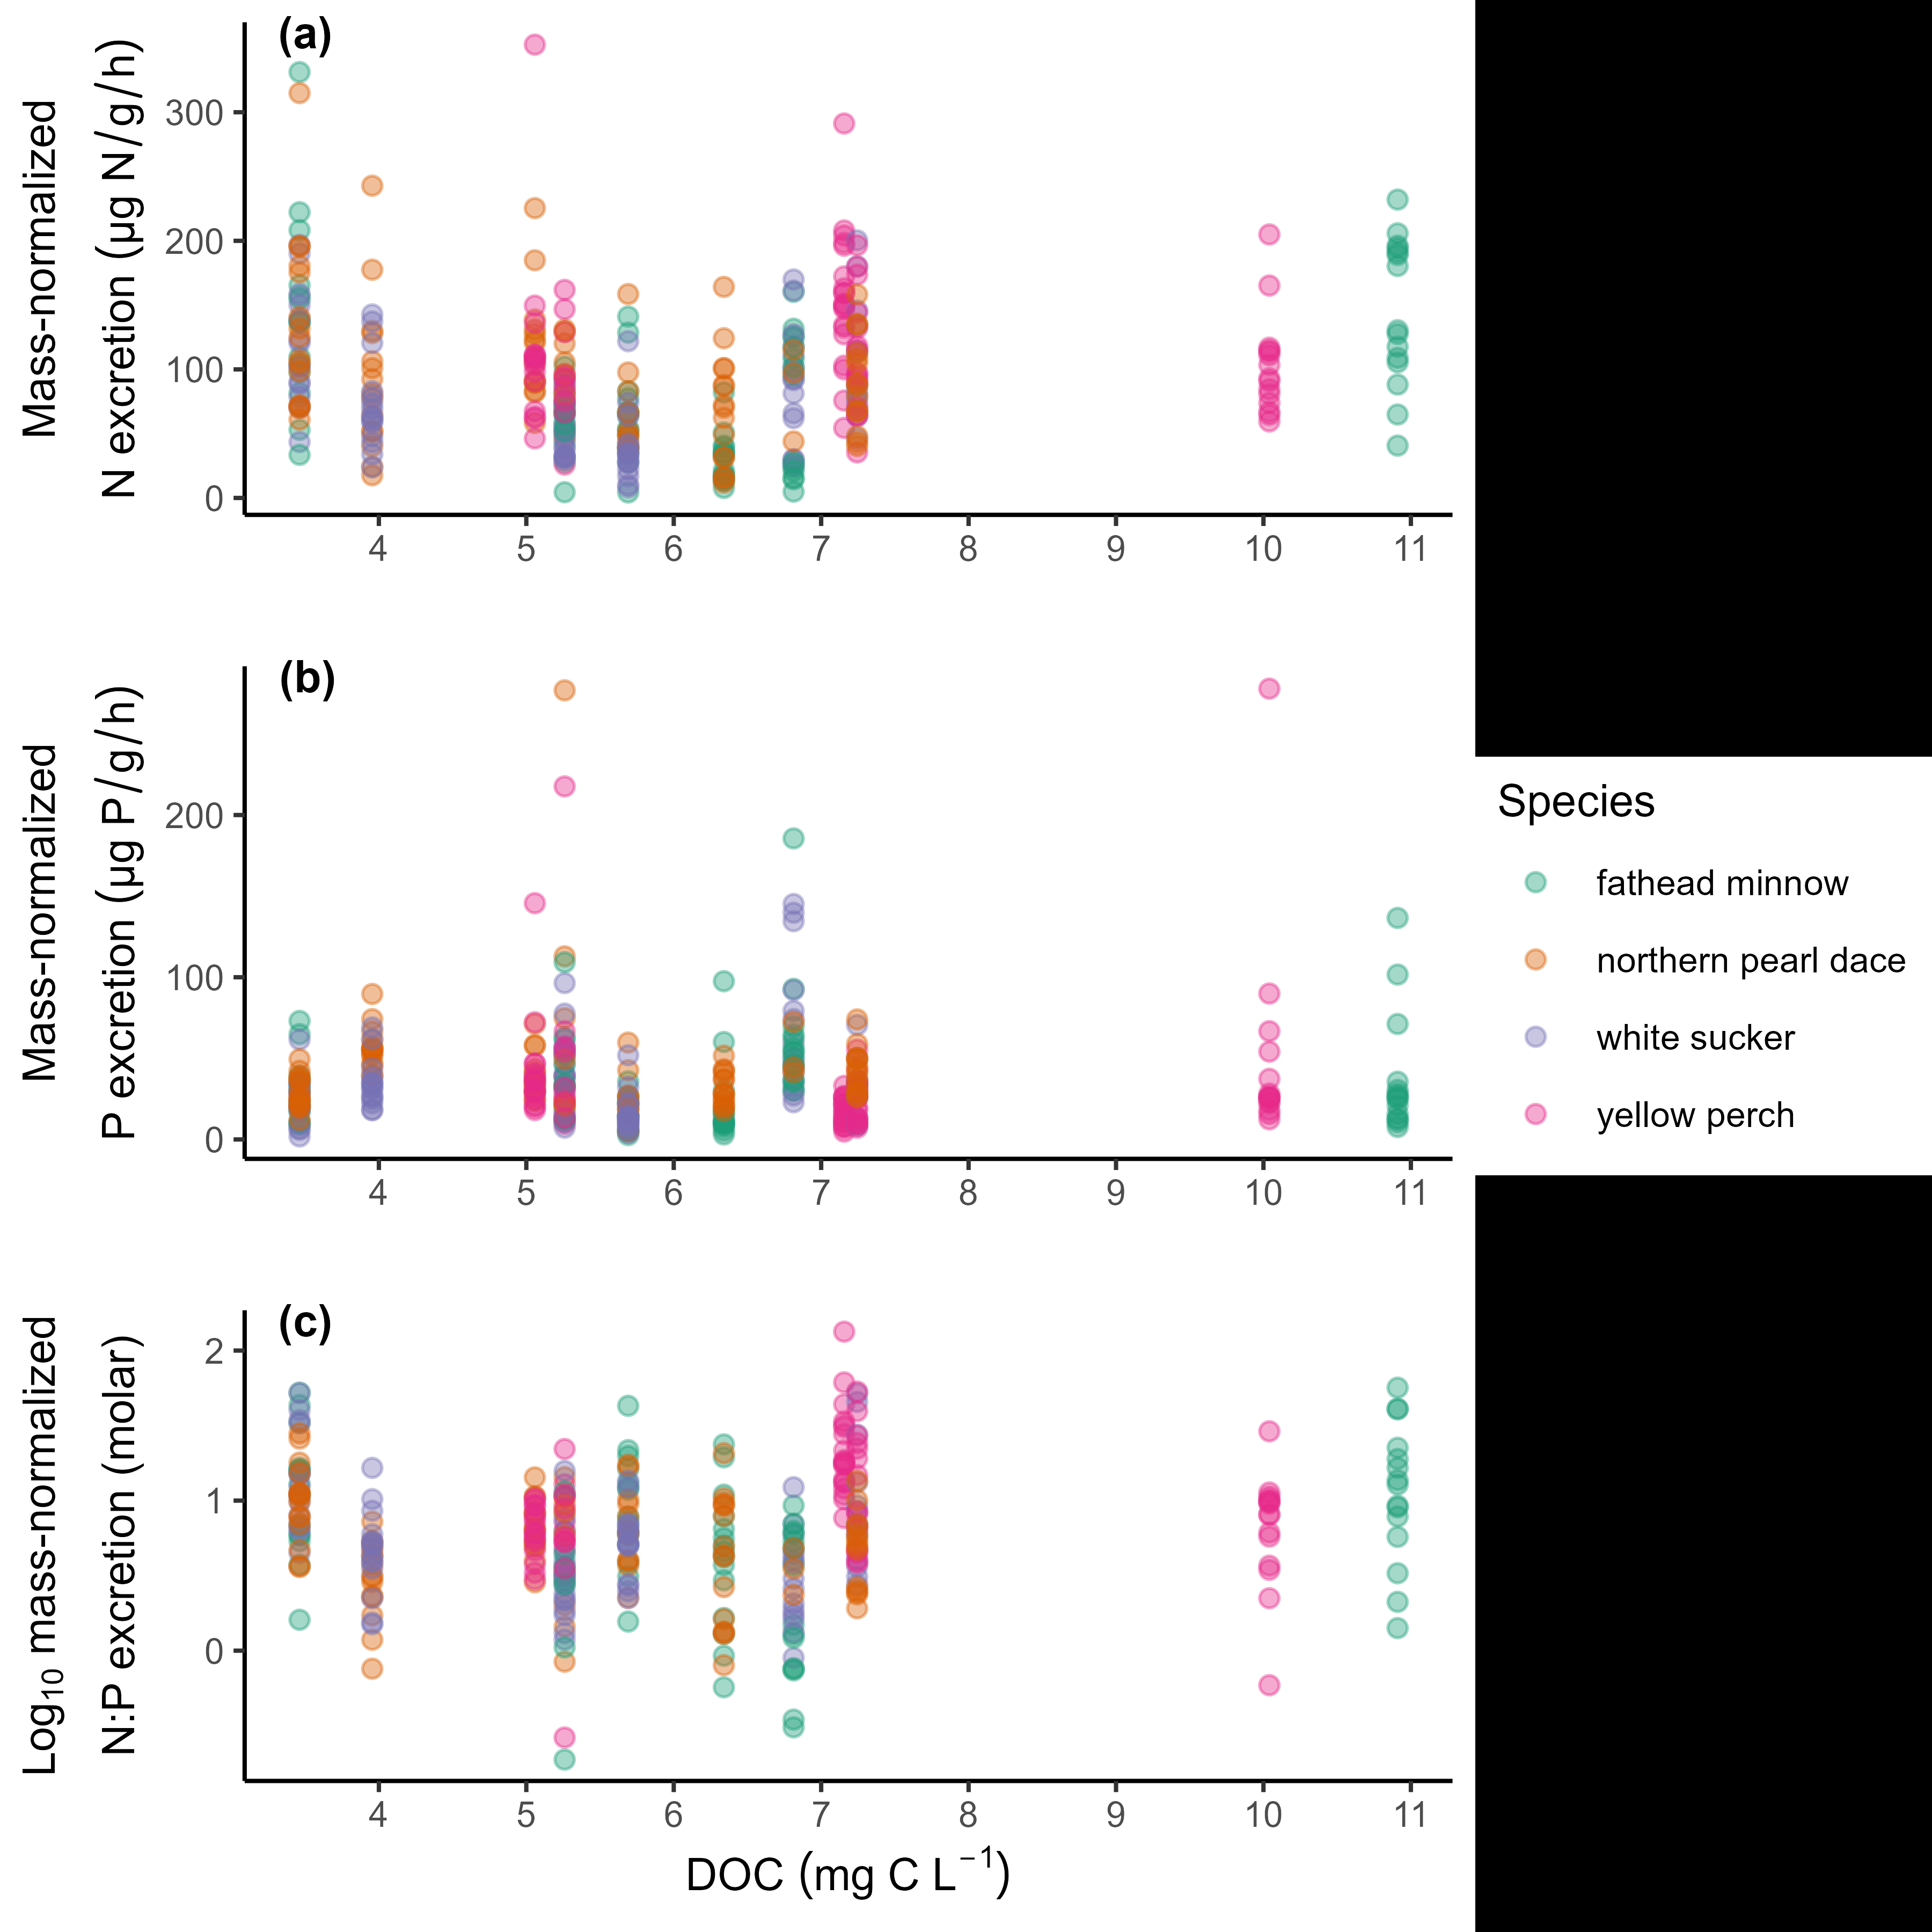 (a)
Mass-normalized
N excretion (µg N/g/h)
300
200
100
0
4 5 6 7 8 9 10 11
(b)
Mass-normalized
P excretion (µg P/g/h)
200
100
0
4 5 6 7 8 9 10 11
Species
fathead minnow
northern pearl dace
white sucker
yellow perch
(c)
Log₁₀ mass-normalized
N:P excretion (molar)
2
1
0
4 5 6 7 8 9 10 11
DOC (mg C L⁻¹)